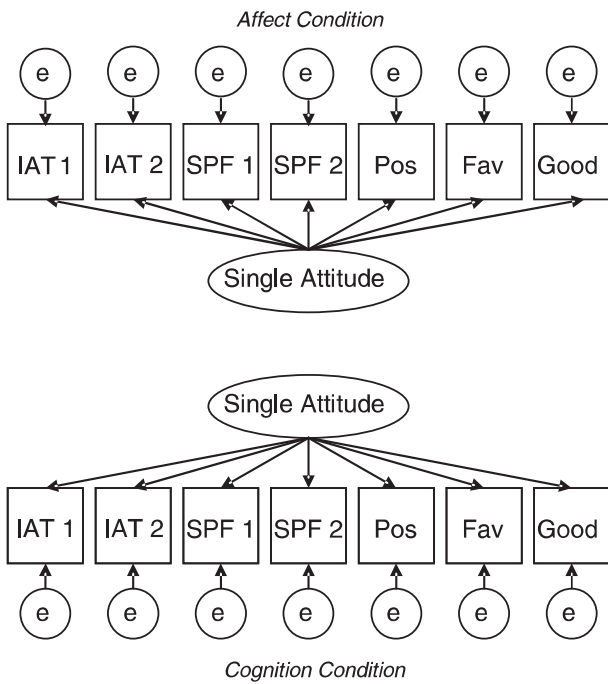 Affect Condition
e e e e e e e
IAT 1 IAT 2 SPF 1 SPF 2 Pos Fav Good
Single Attitude
Single Attitude
IAT 1 IAT 2 SPF 1 SPF 2 Pos Fav Good
e e e e e e e
Cognition Condition